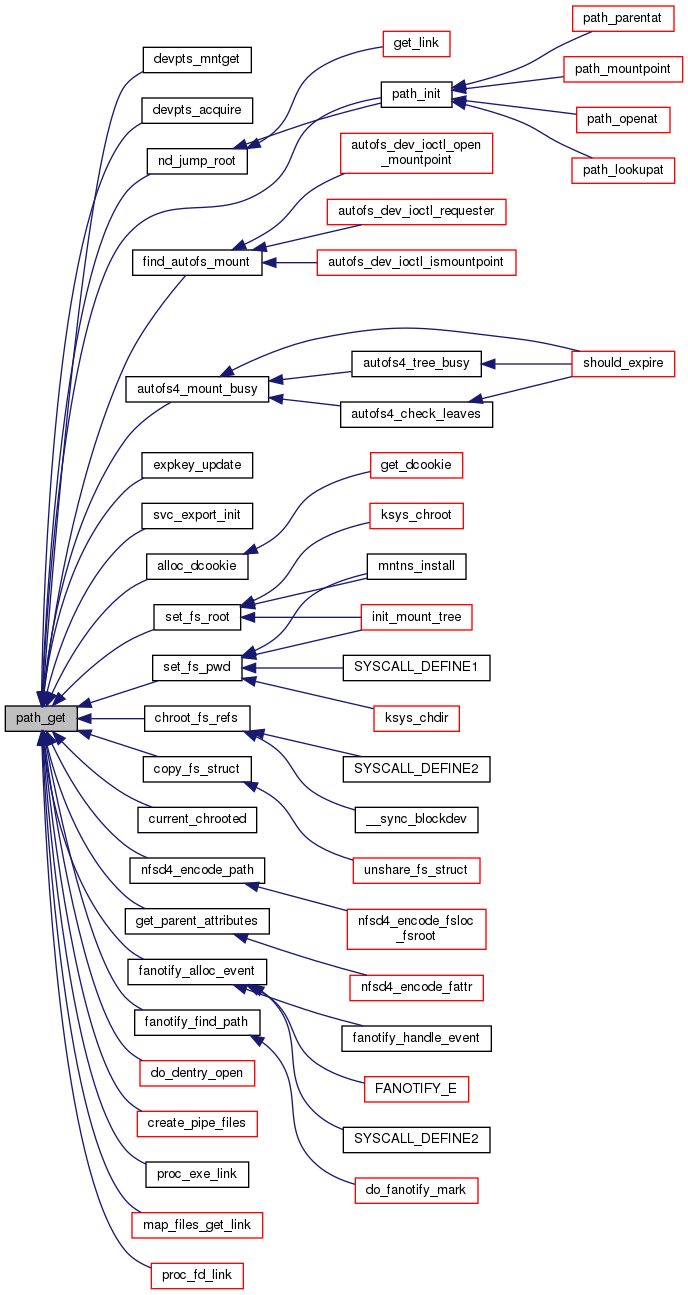 path_parentat
get_link
devpts_mntget
path_mountpoint
path_init
devpts_acquire
path_openat
nd_jump_root
autofs_dev_ioctl_open
_mountpoint
path_lookupat
autofs_dev_ioctl_requester
find_autofs_mount
autofs_dev_ioctl_ismountpoint
autofs4_tree_busy
should_expire
autofs4_mount_busy
autofs4_check_leaves
expkey_update
get_dcookie
svc_export_init
ksys_chroot
alloc_dcookie
mntns_install
set_fs_root
init_mount_tree
set_fs_pwd
SYSCALL_DEFINE1
path_get
chroot_fs_refs
ksys_chdir
copy_fs_struct
SYSCALL_DEFINE2
current_chrooted
__sync_blockdev
nfsd4_encode_path
unshare_fs_struct
get_parent_attributes
nfsd4_encode_fsloc
_fsroot
fanotify_alloc_event
nfsd4_encode_fattr
fanotify_find_path
fanotify_handle_event
do_dentry_open
FANOTIFY_E
create_pipe_files
SYSCALL_DEFINE2
proc_exe_link
do_fanotify_mark
map_files_get_link
proc_fd_link